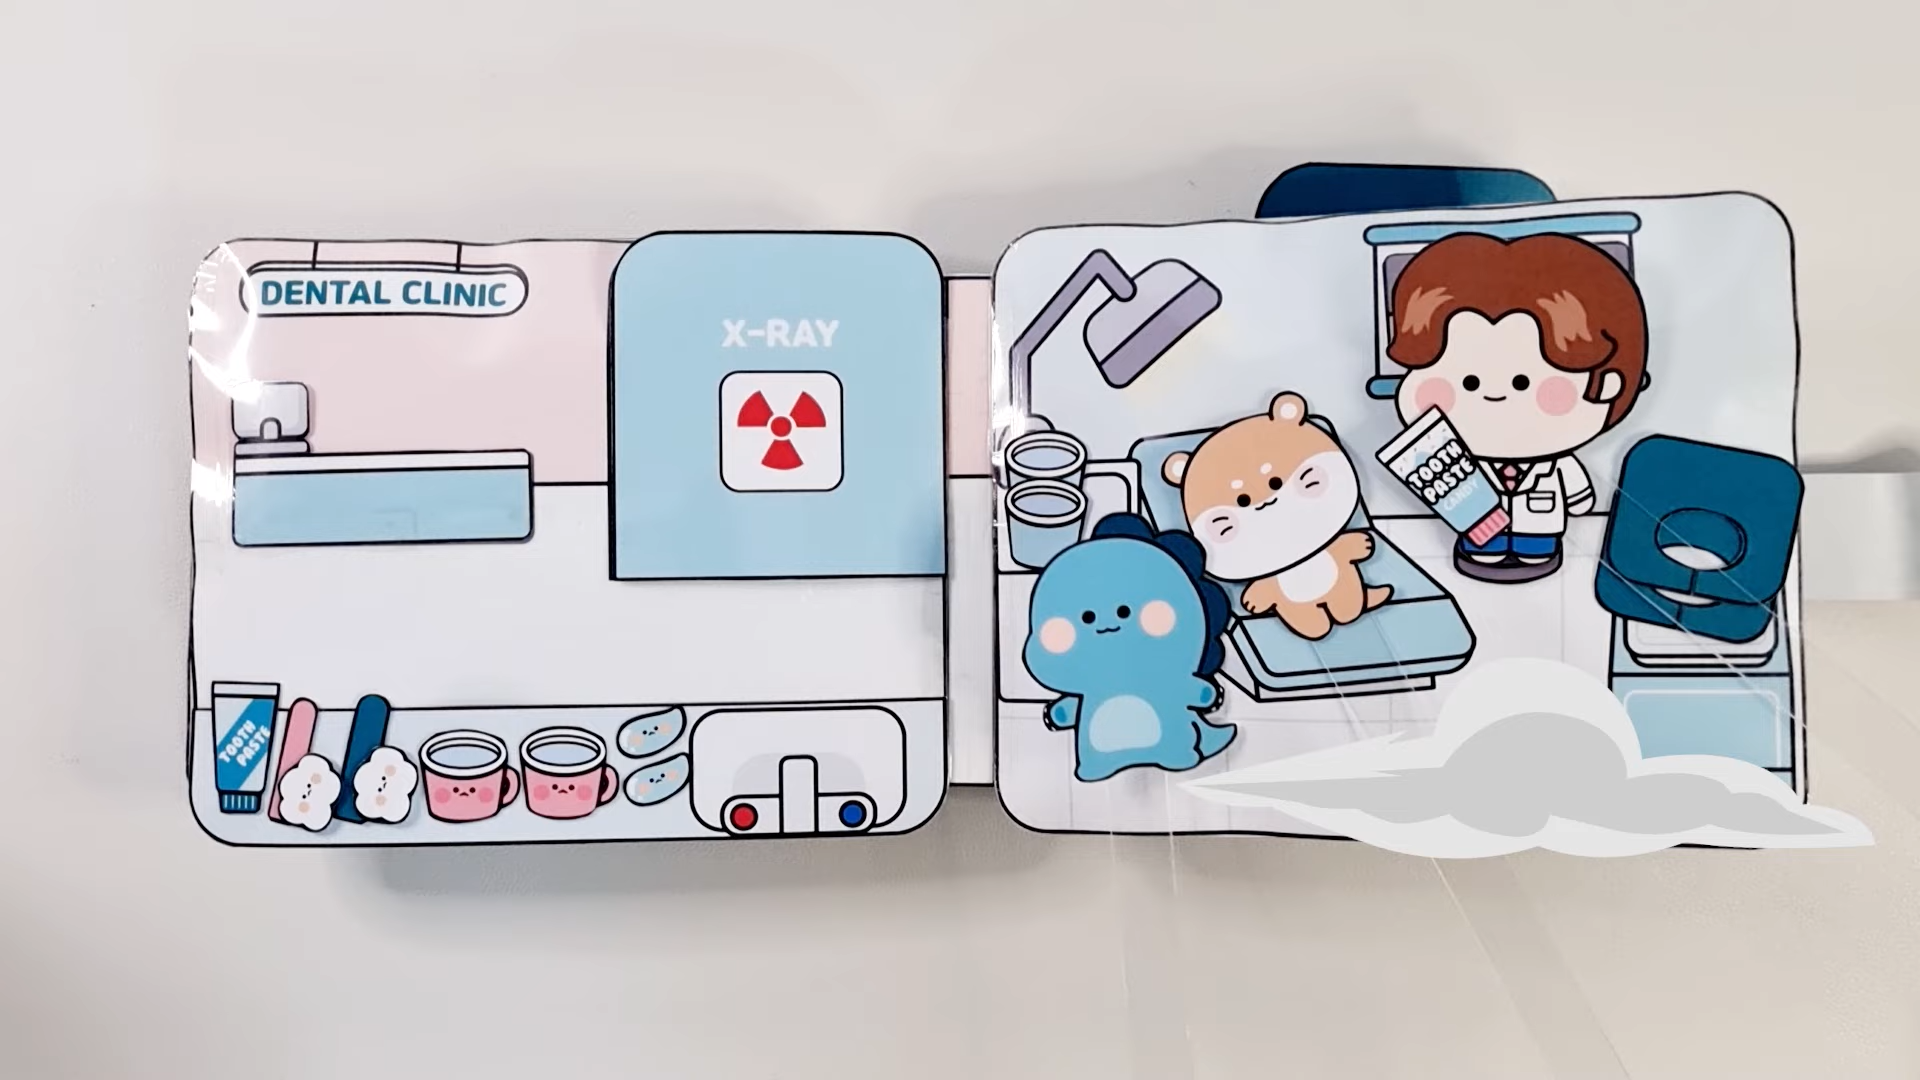 DENTAL CLINIC
X-RAY
TOOTH
PASTE
TOOTH
PASTE
CANDY